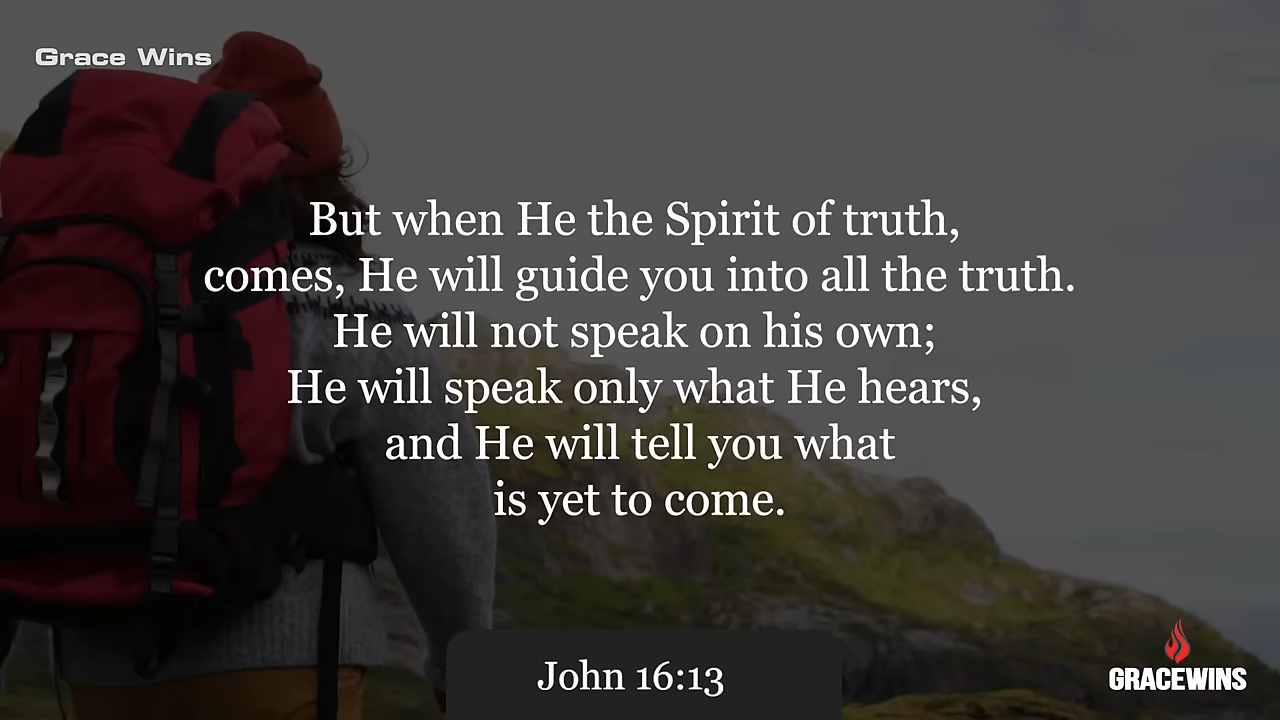 Grace Wins
But when He the Spirit of truth,
comes, He will guide you into all the truth.
He will not speak on his own;
He will speak only what He hears,
and He will tell you what
is yet to come.
John 16:13
GRACEWINS